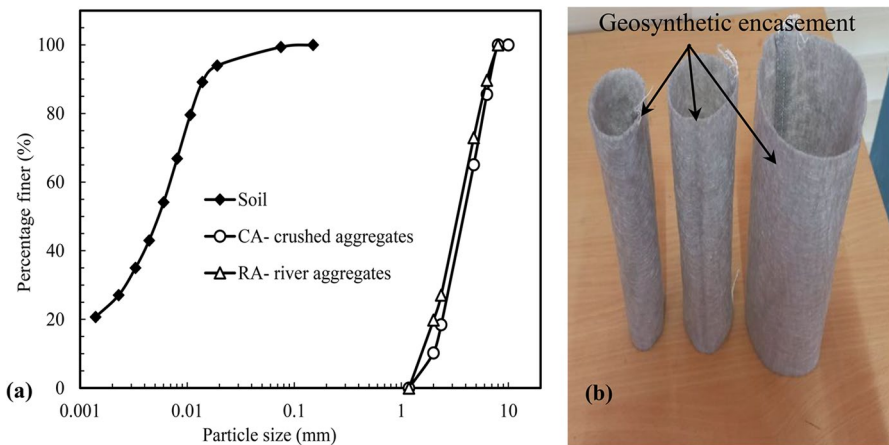 100
80
60
40
20
0
Percentage finer (%)
Soil
CA- crushed aggregates
RA- river aggregates
0.001 0.01 0.1 1 10
Particle size (mm)
(a)
Geosynthetic encasement
(b)